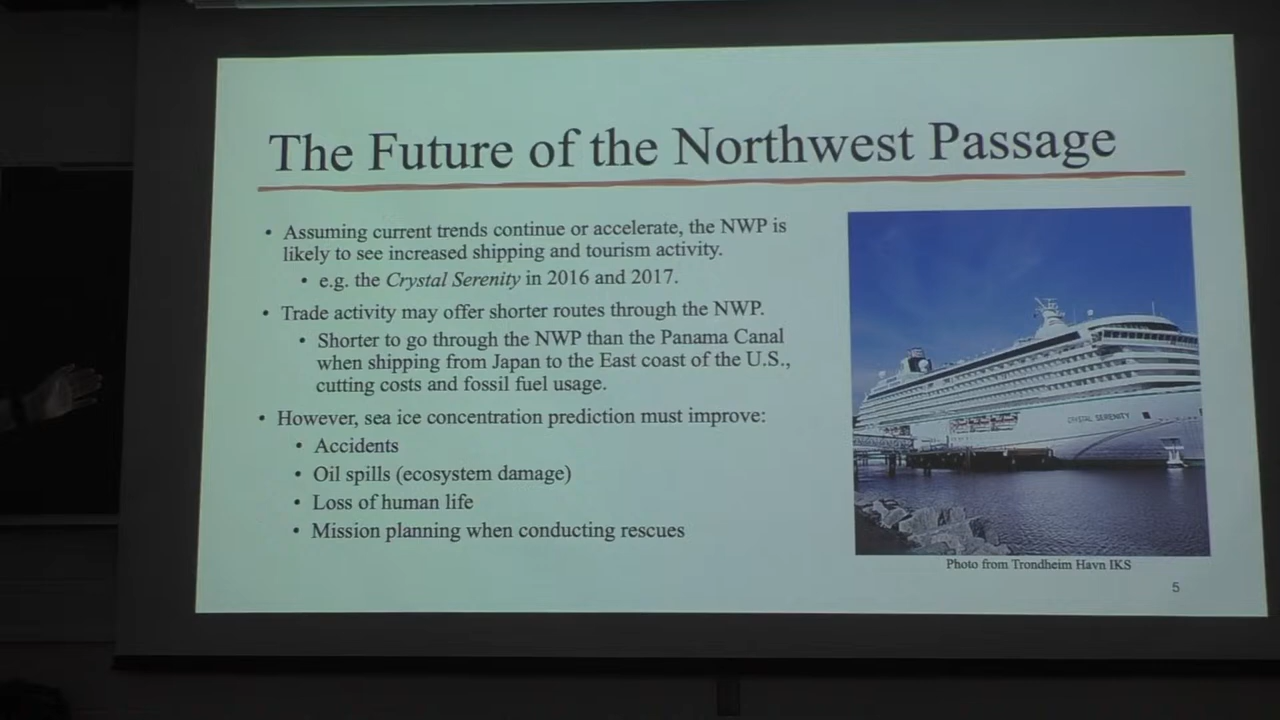 The Future of the Northwest Passage
• Assuming current trends continue or accelerate, the NWP is
likely to see increased shipping and tourism activity.
• e.g. the Crystal Serenity in 2016 and 2017.
• Trade activity may offer shorter routes through the NWP.
• Shorter to go through the NWP than the Panama Canal
when shipping from Japan to the East coast of the U.S.,
cutting costs and fossil fuel usage.
• However, sea ice concentration prediction must improve:
• Accidents
• Oil spills (ecosystem damage)
• Loss of human life
• Mission planning when conducting rescues
CRYSTAL SERENITY
Photo from Trondheim Havn IKS
5